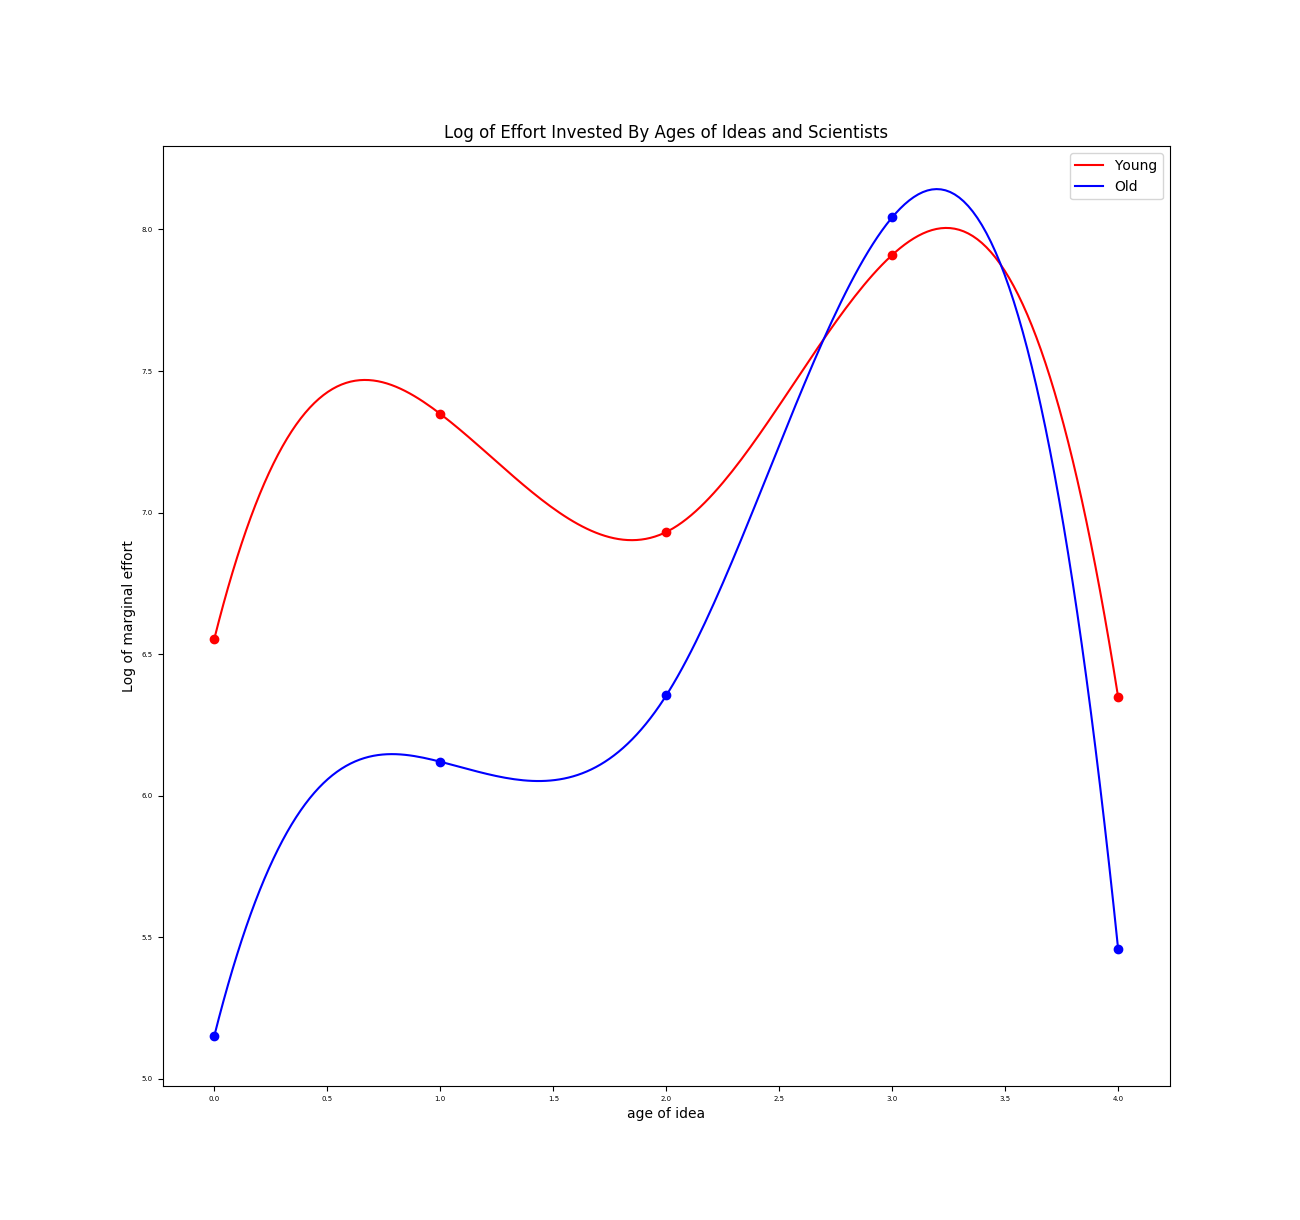 Log of Effort Invested By Ages of Ideas and Scientists
Young
Old
Log of marginal effort
8.0
7.5
7.0
6.5
6.0
5.5
5.0
0.0 0.5 1.0 1.5 2.0 2.5 3.0 3.5 4.0
age of idea